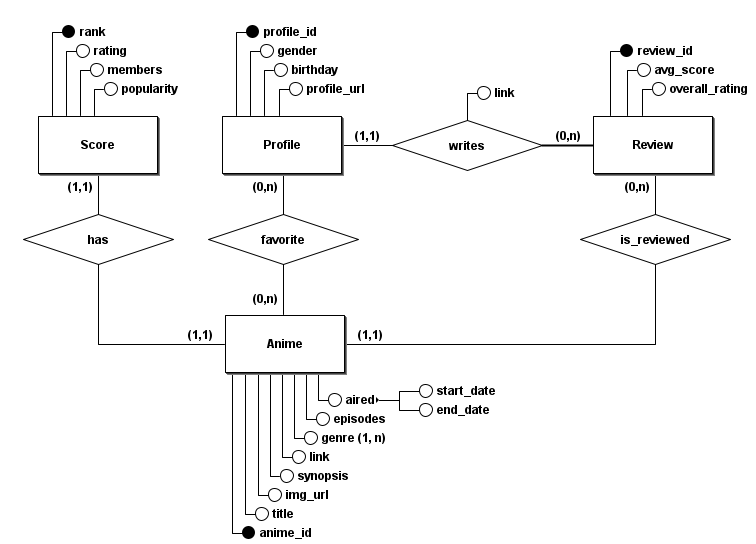 rank
rating
members
popularity
Score
profile_id
gender
birthday
profile_url
Profile
link
writes
(1,1)
(0,n)
review_id
avg_score
overall_rating
Review
(1,1)
has
(0,n)
favorite
(0,n)
(0,n)
is_reviewed
(1,1)
Anime
(1,1)
aired
start_date
end_date
episodes
genre (1, n)
link
synopsis
img_url
title
anime_id